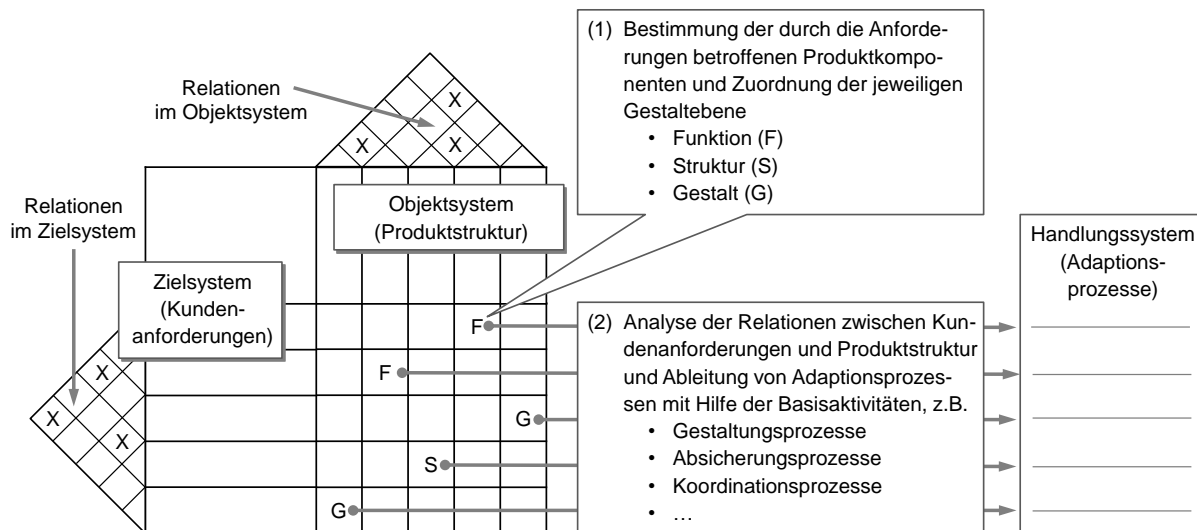 (1) Bestimmung der durch die Anforde-
rungen betroffenen Produktkompo-
nenten und Zuordnung der jeweiligen
Gestaltebene
• Funktion (F)
• Struktur (S)
• Gestalt (G)
Relationen
im Objektsystem
X
X
X
Relationen
im Zielsystem
Objektsystem
(Produktstruktur)
Zielsystem
(Kunden-
anforderungen)
X
X
X
F
F
G
S
G
(2) Analyse der Relationen zwischen Kun-
denanforderungen und Produktstruktur
und Ableitung von Adaptionsprozes-
sen mit Hilfe der Basisaktivitäten, z.B.
• Gestaltungsprozesse
• Absicherungsprozesse
• Koordinationsprozesse
• …
Handlungssystem
(Adaptions-
prozesse)